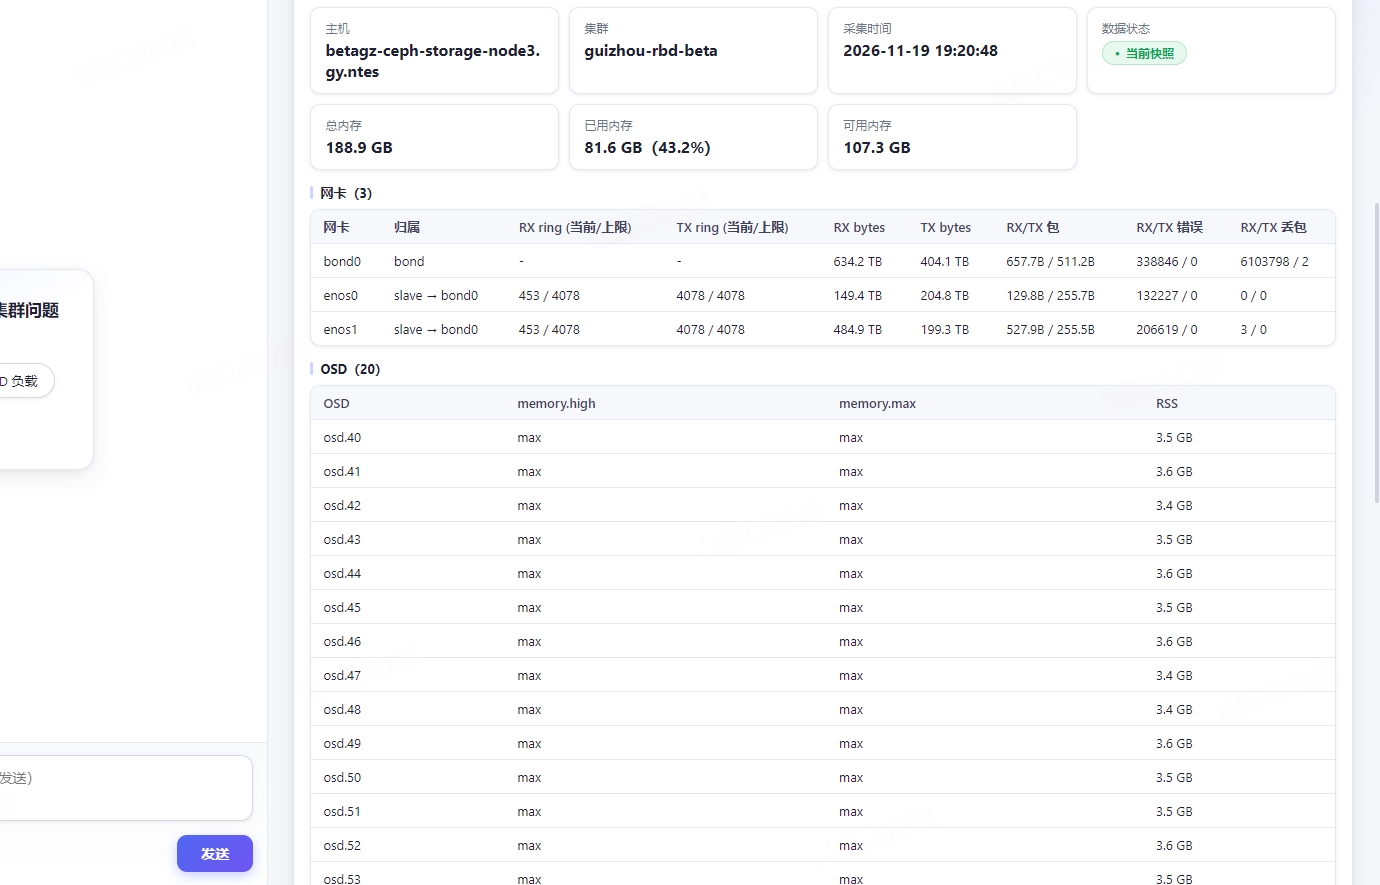 主机
betagz-ceph-storage-node3.
gy.ntes
集群
guizhou-rbd-beta
采集时间
2026-11-19 19:20:48
数据状态
• 当前快照
总内存
188.9 GB
已用内存
81.6 GB（43.2%）
可用内存
107.3 GB
集群问题
D 负载
发送)
发送
网卡（3）
网卡 归属 RX ring (当前/上限) TX ring (当前/上限) RX bytes TX bytes RX/TX 包 RX/TX 错误 RX/TX 丢包
bond0 bond - - 634.2 TB 404.1 TB 657.7B / 511.2B 338846 / 0 6103798 / 2
enos0 slave → bond0 453 / 4078 4078 / 4078 149.4 TB 204.8 TB 129.8B / 255.7B 132227 / 0 0 / 0
enos1 slave → bond0 453 / 4078 4078 / 4078 484.9 TB 199.3 TB 527.9B / 255.5B 206619 / 0 3 / 0
OSD（20）
OSD memory.high memory.max RSS
osd.40 max max 3.5 GB
osd.41 max max 3.6 GB
osd.42 max max 3.4 GB
osd.43 max max 3.5 GB
osd.44 max max 3.6 GB
osd.45 max max 3.5 GB
osd.46 max max 3.6 GB
osd.47 max max 3.4 GB
osd.48 max max 3.4 GB
osd.49 max max 3.6 GB
osd.50 max max 3.5 GB
osd.51 max max 3.5 GB
osd.52 max max 3.6 GB
osd.53 max max 3.5 GB